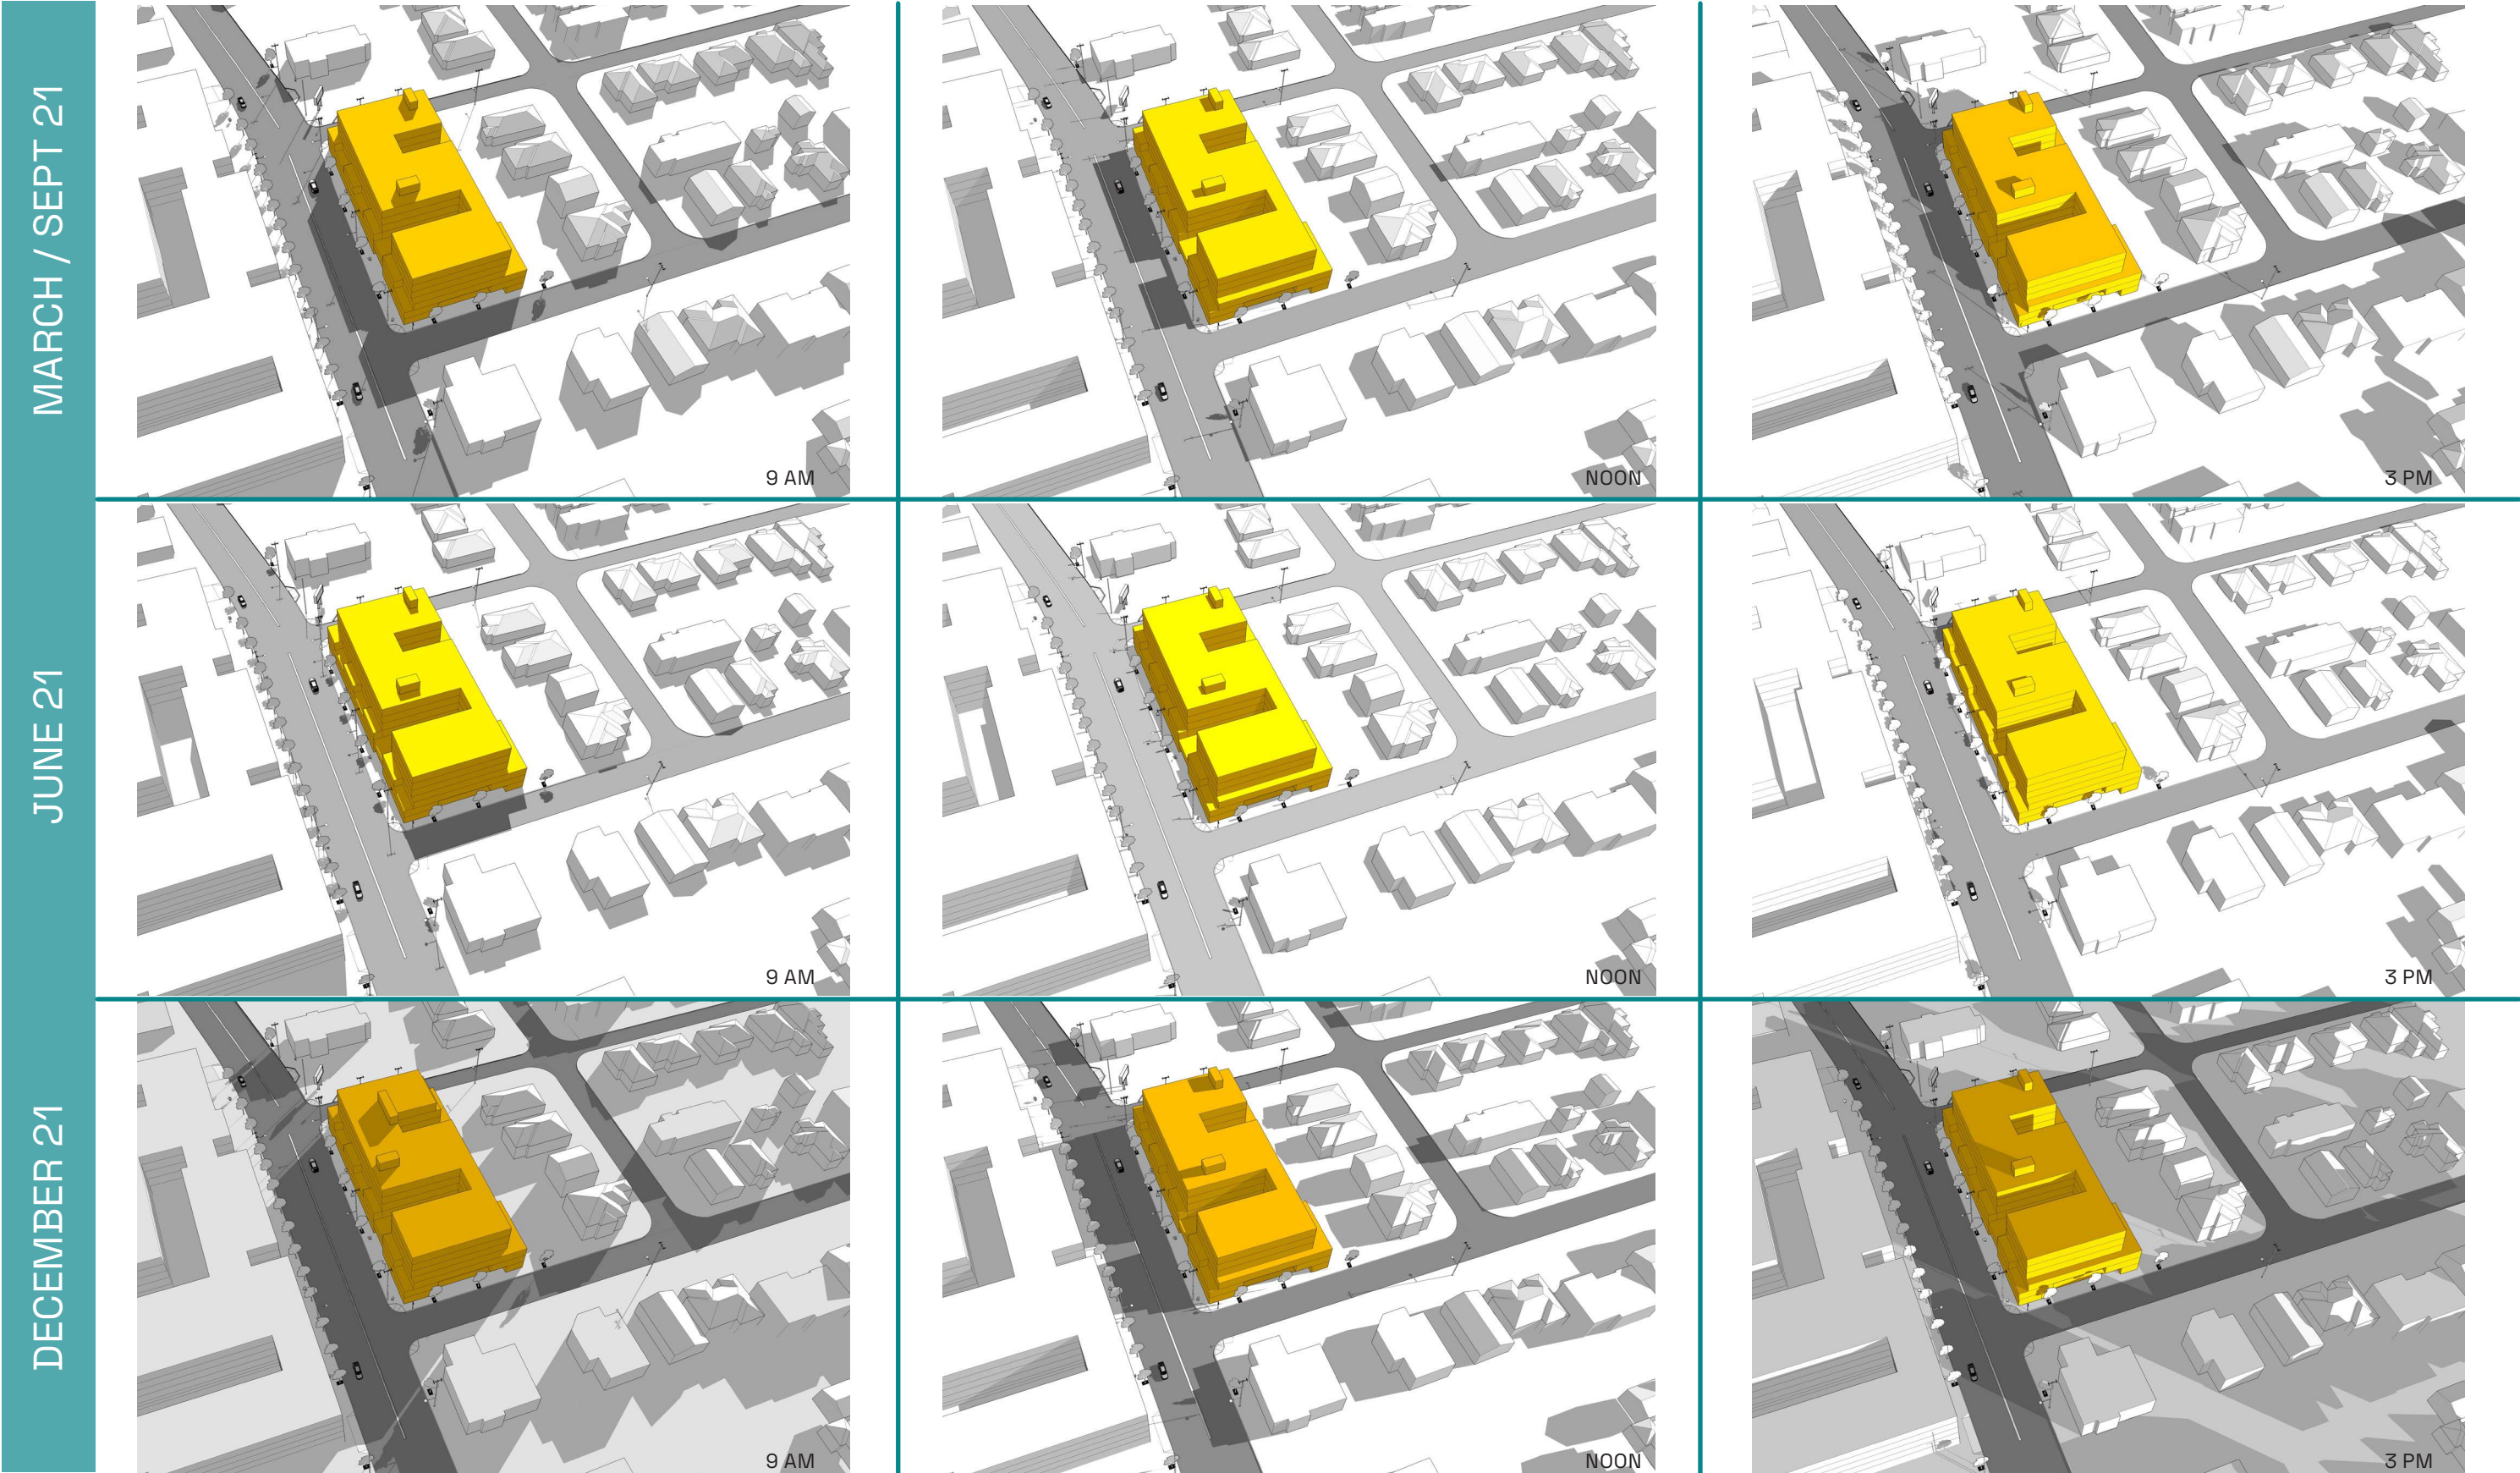 MARCH / SEPT 21
9 AM
NOON
3 PM
JUNE 21
9 AM
NOON
3 PM
DECEMBER 21
9 AM
NOON
3 PM